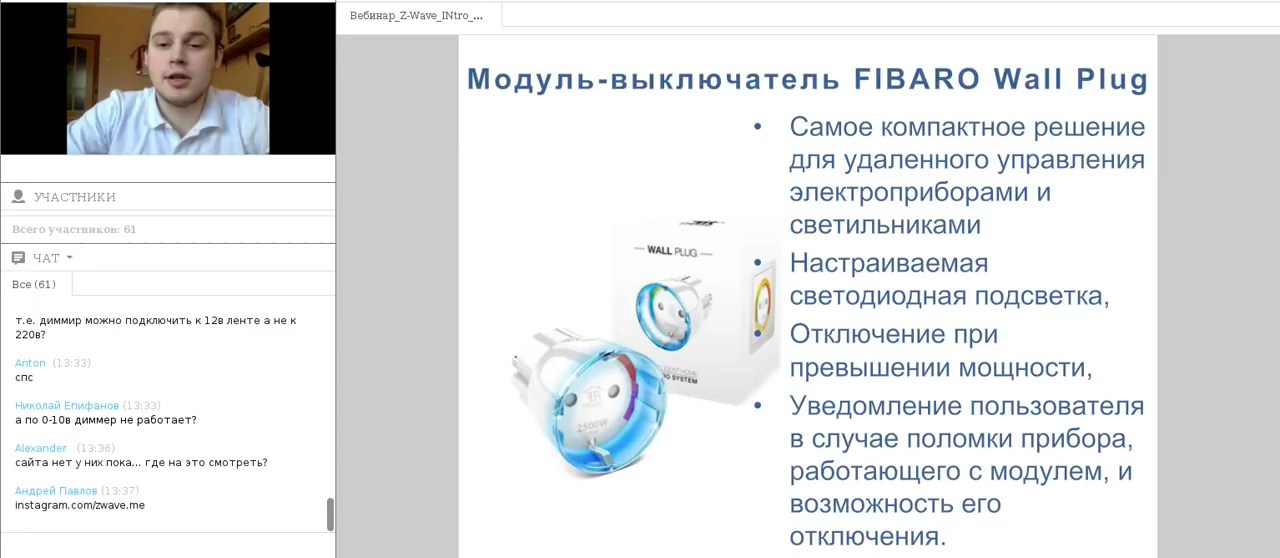 Вебинар_Z-Wave_INtro_...
УЧАСТНИКИ
Всего участников: 61
ЧАТ
Все (61)
т.е. диммир можно подключить к 12в ленте а не к
220в?
Anton (13:33)
спс
Николай Епифанов (13:33)
а по 0-10в диммер не работает?
Alexander (13:36)
сайта нет у них пока... где на это смотреть?
Андрей Павлов (13:37)
instagram.com/zwave.me
Модуль-выключатель FIBARO Wall Plug
• Самое компактное решение
для удаленного управления
электроприборами и
светильниками
• Настраиваемая
светодиодная подсветка,
• Отключение при
превышении мощности,
• Уведомление пользователя
в случае поломки прибора,
работающего с модулем, и
возможность его
отключения.
WALL PLUG
SYSTEM
2500W